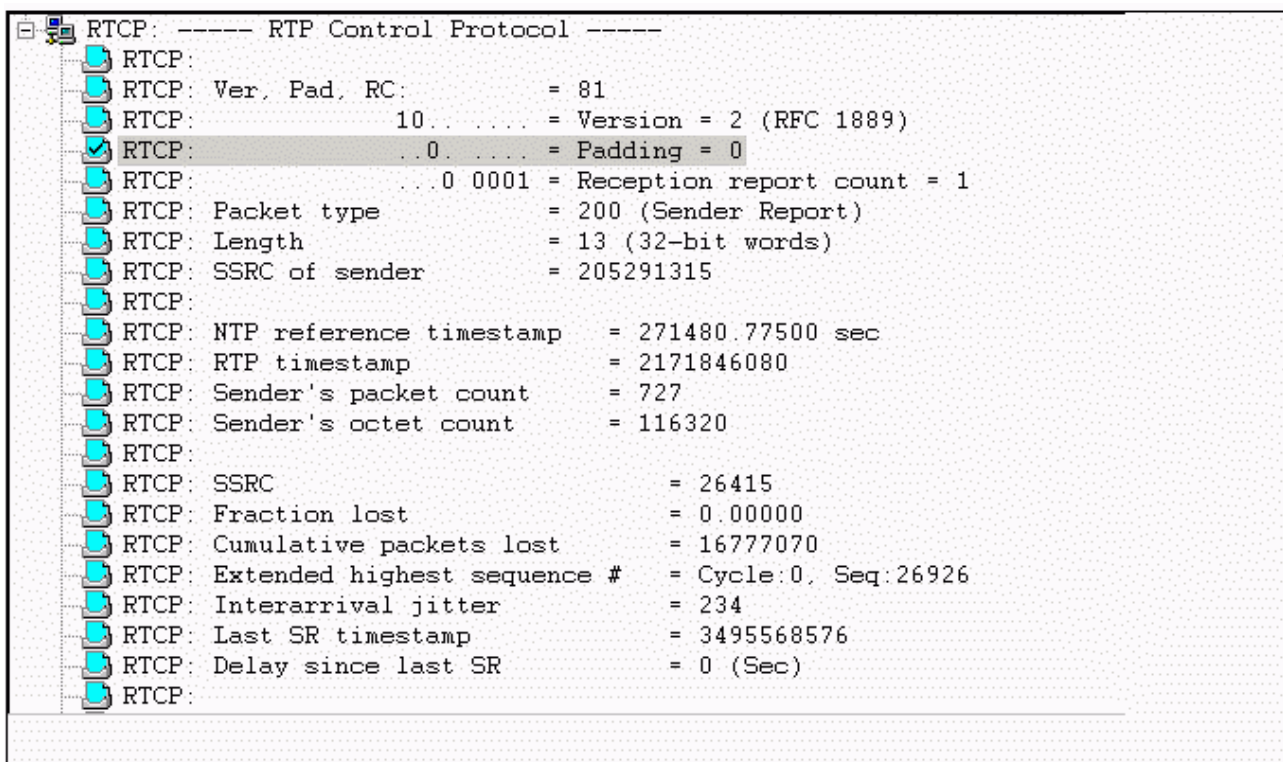 RTCP: ----- RTP Control Protocol -----
RTCP:
RTCP: Ver, Pad, RC: = 81
RTCP: 10.. .... = Version = 2 (RFC 1889)
RTCP: ..0. .... = Padding = 0
RTCP: ...0 0001 = Reception report count = 1
RTCP: Packet type = 200 (Sender Report)
RTCP: Length = 13 (32-bit words)
RTCP: SSRC of sender = 205291315
RTCP:
RTCP: NTP reference timestamp = 271480.77500 sec
RTCP: RTP timestamp = 2171846080
RTCP: Sender's packet count = 727
RTCP: Sender's octet count = 116320
RTCP:
RTCP: SSRC = 26415
RTCP: Fraction lost = 0.00000
RTCP: Cumulative packets lost = 16777070
RTCP: Extended highest sequence # = Cycle:0, Seq:26926
RTCP: Interarrival jitter = 234
RTCP: Last SR timestamp = 3495568576
RTCP: Delay since last SR = 0 (Sec)
RTCP: